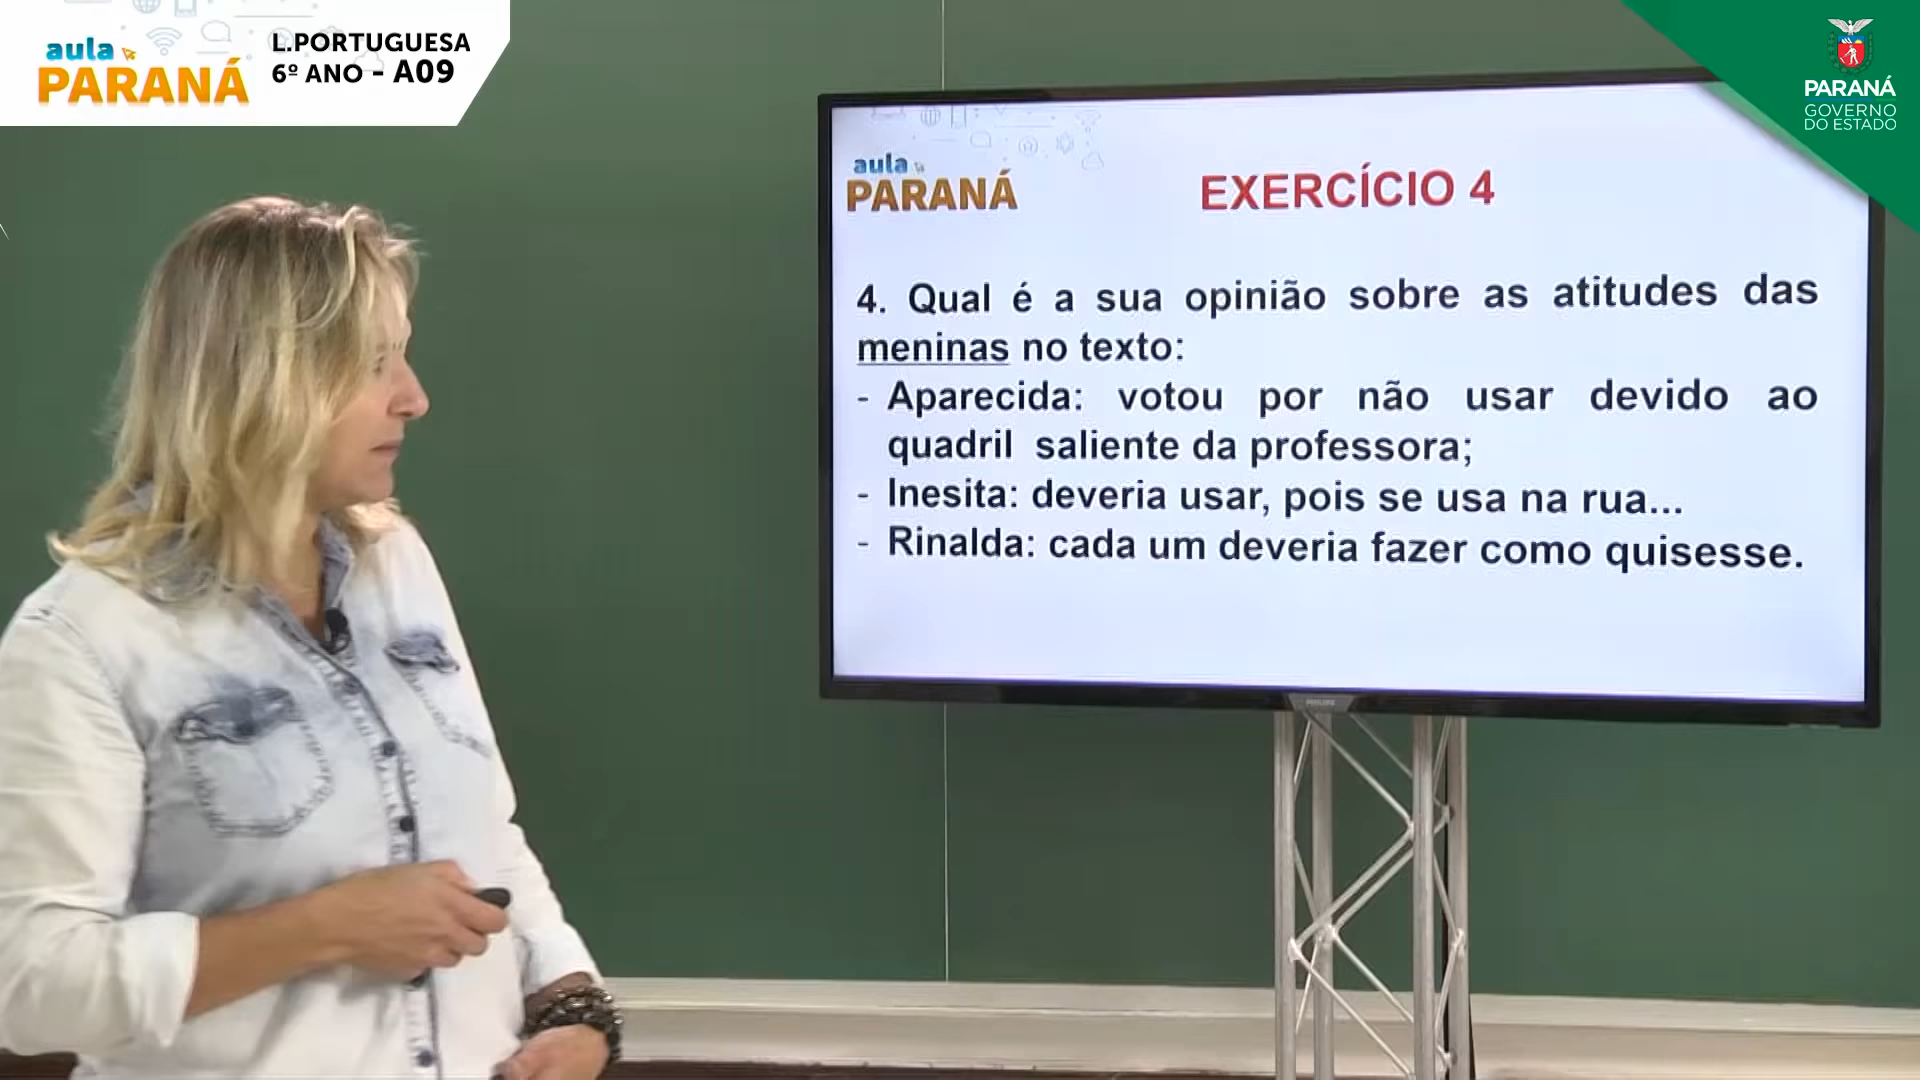 aula
PARANÁ
L.PORTUGUESA
6º ANO - A09
PARANÁ
GOVERNO
DO ESTADO
aula
PARANÁ
EXERCÍCIO 4
4. Qual é a sua opinião sobre as atitudes das
meninas no texto:
- Aparecida: votou por não usar devido ao
quadril saliente da professora;
- Inesita: deveria usar, pois se usa na rua...
- Rinalda: cada um deveria fazer como quisesse.
PHILIPS